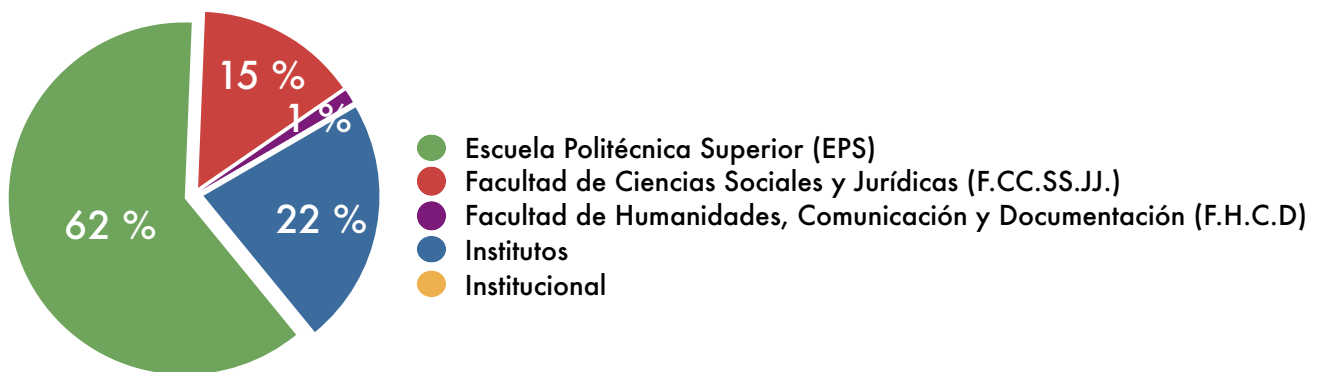 15 %
1 %
62 %
22 %
Escuela Politécnica Superior (EPS)
Facultad de Ciencias Sociales y Jurídicas (F.CC.SS.JJ.)
Facultad de Humanidades, Comunicación y Documentación (F.H.C.D)
Institutos
Institucional